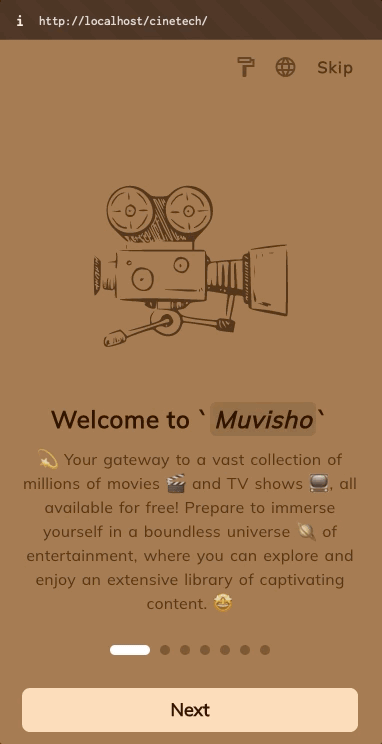 i http://localhost/cinetech/
Skip
Welcome to `Muvisho`
💫 Your gateway to a vast collection of
millions of movies 🎬 and TV shows 📺, all
available for free! Prepare to immerse
yourself in a boundless universe 🪐 of
entertainment, where you can explore and
enjoy an extensive library of captivating
content. 🤩
Next